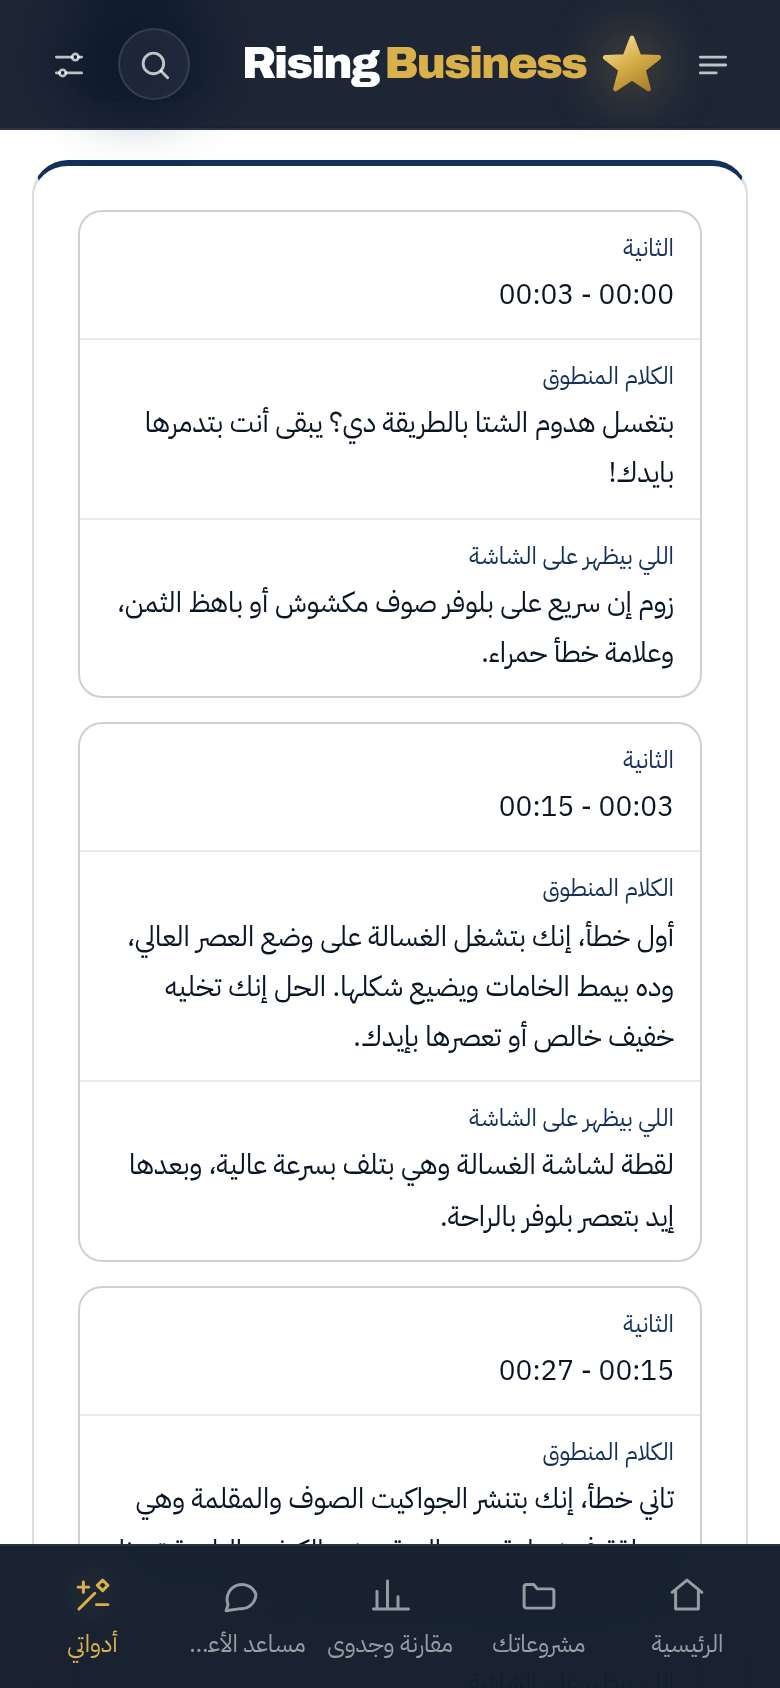 Rising Business
الثانية
00:00 - 00:03
الكلام المنطوق
بتغسل هدوم الشتا بالطريقة دي؟ يبقى أنت بتدمرها
بايدك!
اللي بيظهر على الشاشة
زوم إن سريع على بلوفر صوف مكشوش أو باهظ الثمن،
وعلامة خطأ حمراء.
الثانية
00:03 - 00:15
الكلام المنطوق
أول خطأ، إنك بتشغل الغسالة على وضع العصر العالي،
وده بيمط الخامات ويضيع شكلها. الحل إنك تخليه
خفيف خالص أو تعصرها بإيدك.
اللي بيظهر على الشاشة
لقطة لشاشة الغسالة وهي بتلف بسرعة عالية، وبعدها
إيد بتعصر بلوفر بالراحة.
الثانية
00:15 - 00:27
الكلام المنطوق
تاني خطأ، إنك بتنشر الجواكيت الصوف والمقلمة وهي
الرئيسية
مشروعاتك
مقارنة وجدوى
مساعد الأع...
أدواتي